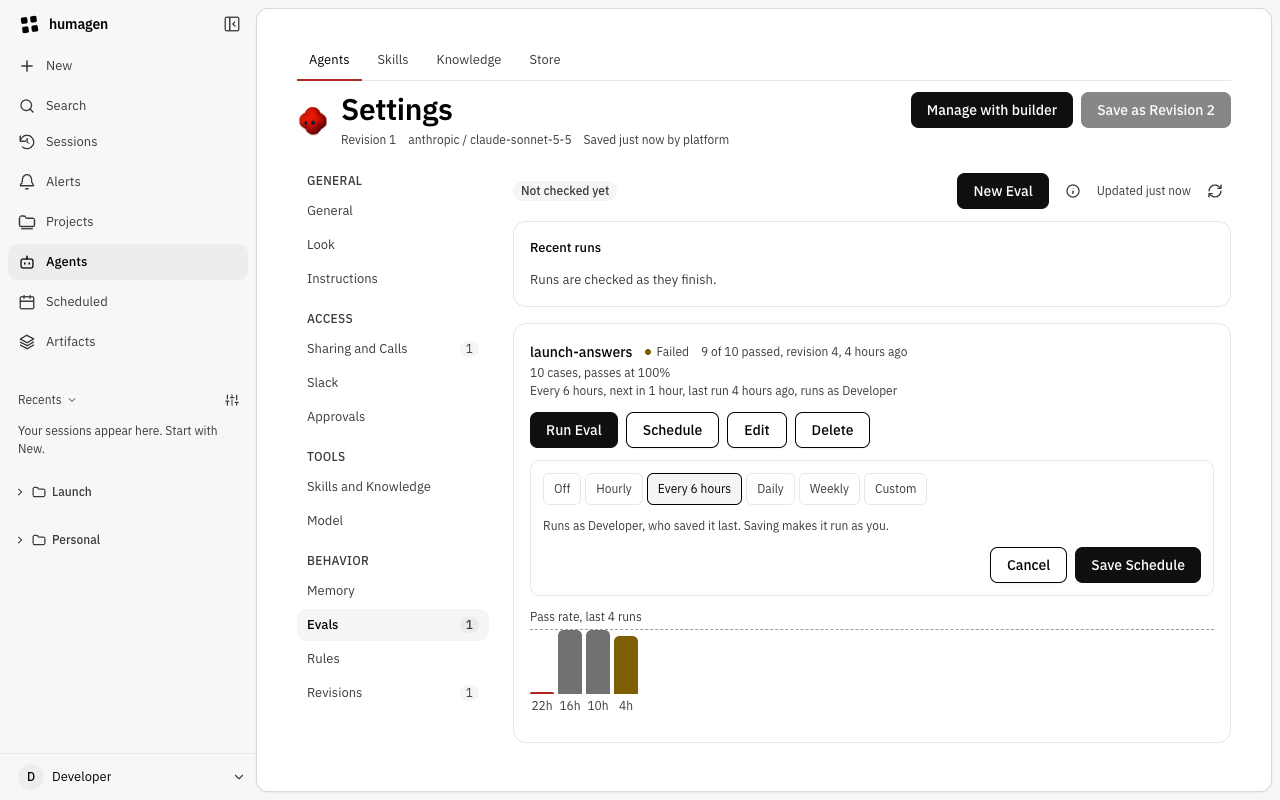 humagen
New
Search
Sessions
Alerts
Projects
Agents
Scheduled
Artifacts
Recents
Your sessions appear here. Start with
New.
Launch
Personal
D Developer
Agents Skills Knowledge Store
Settings
Revision 1 anthropic / claude-sonnet-5-5 Saved just now by platform
Manage with builder Save as Revision 2
GENERAL
General
Look
Instructions
ACCESS
Sharing and Calls 1
Slack
Approvals
TOOLS
Skills and Knowledge
Model
BEHAVIOR
Memory
Evals 1
Rules
Revisions 1
Not checked yet New Eval Updated just now
Recent runs
Runs are checked as they finish.
launch-answers Failed 9 of 10 passed, revision 4, 4 hours ago
10 cases, passes at 100%
Every 6 hours, next in 1 hour, last run 4 hours ago, runs as Developer
Run Eval Schedule Edit Delete
Off Hourly Every 6 hours Daily Weekly Custom
Runs as Developer, who saved it last. Saving makes it run as you.
Cancel Save Schedule
Pass rate, last 4 runs
22h 16h 10h 4h